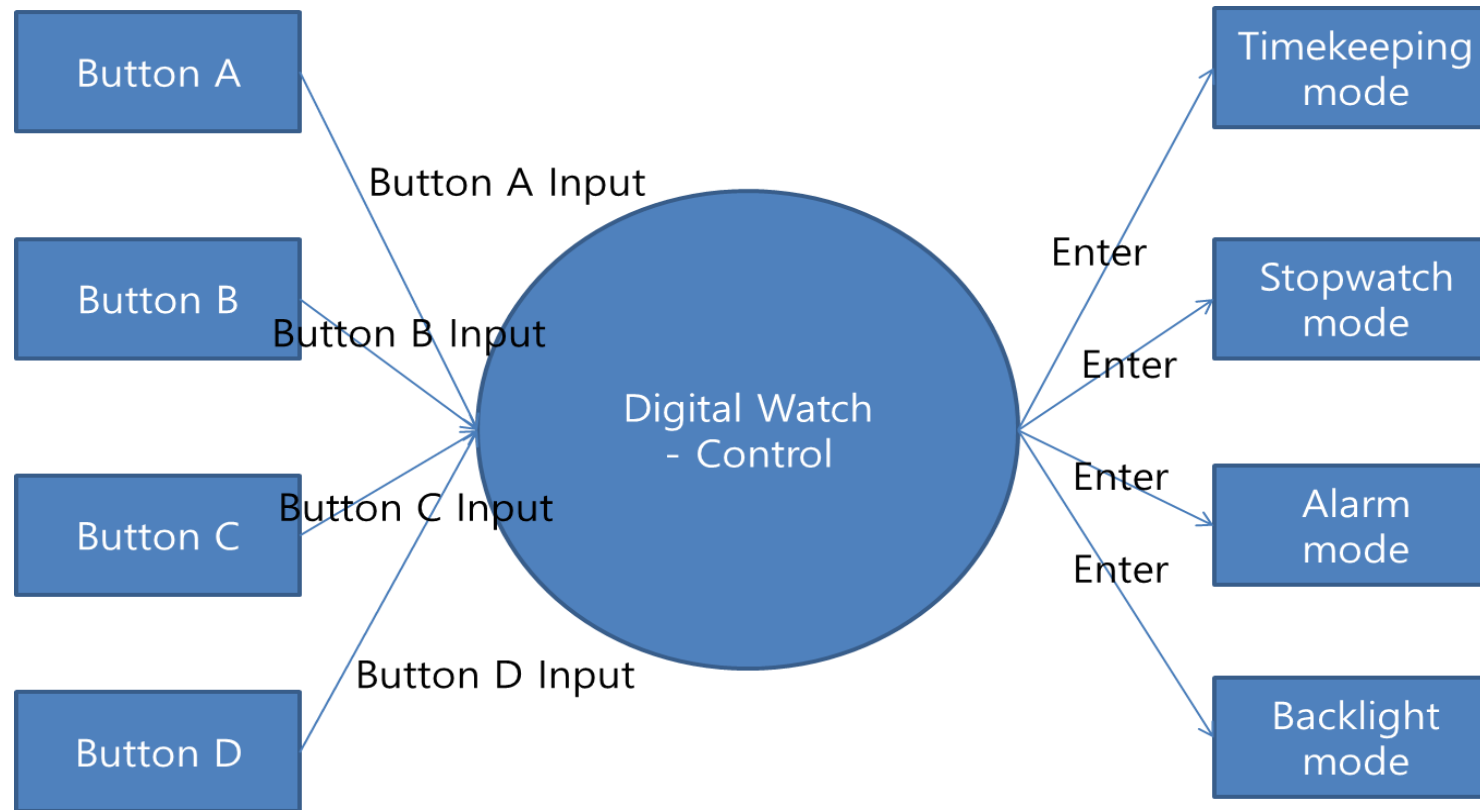 Button A
Timekeeping
mode
Button A Input
Button B
Enter
Stopwatch
mode
Button B Input
Enter
Digital Watch
- Control
Button C
Button C Input
Enter
Alarm
mode
Enter
Button D Input
Button D
Backlight
mode